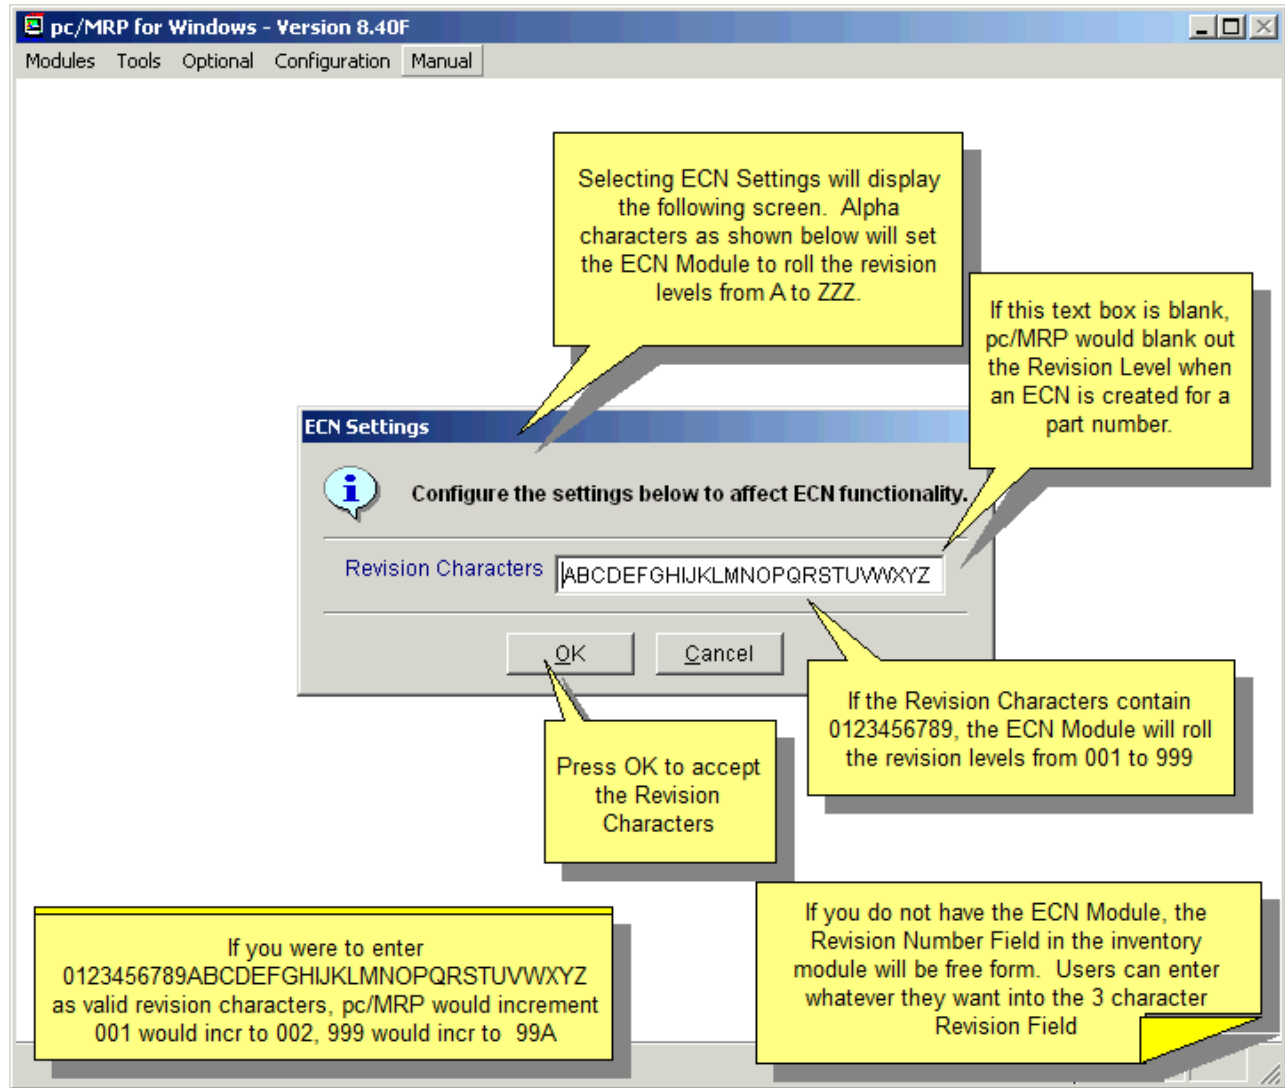 pc/MRP for Windows - Version 8.40F
Modules Tools Optional Configuration Manual
Selecting ECN Settings will display
the following screen. Alpha
characters as shown below will set
the ECN Module to roll the revision
levels from A to ZZZ.
If this text box is blank,
pc/MRP would blank out
the Revision Level when
an ECN is created for a
part number.
ECN Settings
Configure the settings below to affect ECN functionality.
Revision Characters ABCDEFGHIJKLMNOPQRSTUVWXYZ
OK Cancel
If the Revision Characters contain
0123456789, the ECN Module will roll
the revision levels from 001 to 999
Press OK to accept
the Revision
Characters
If you were to enter
0123456789ABCDEFGHIJKLMNOPQRSTUVWXYZ
as valid revision characters, pc/MRP would increment
001 would incr to 002, 999 would incr to 99A
If you do not have the ECN Module, the
Revision Number Field in the inventory
module will be free form. Users can enter
whatever they want into the 3 character
Revision Field